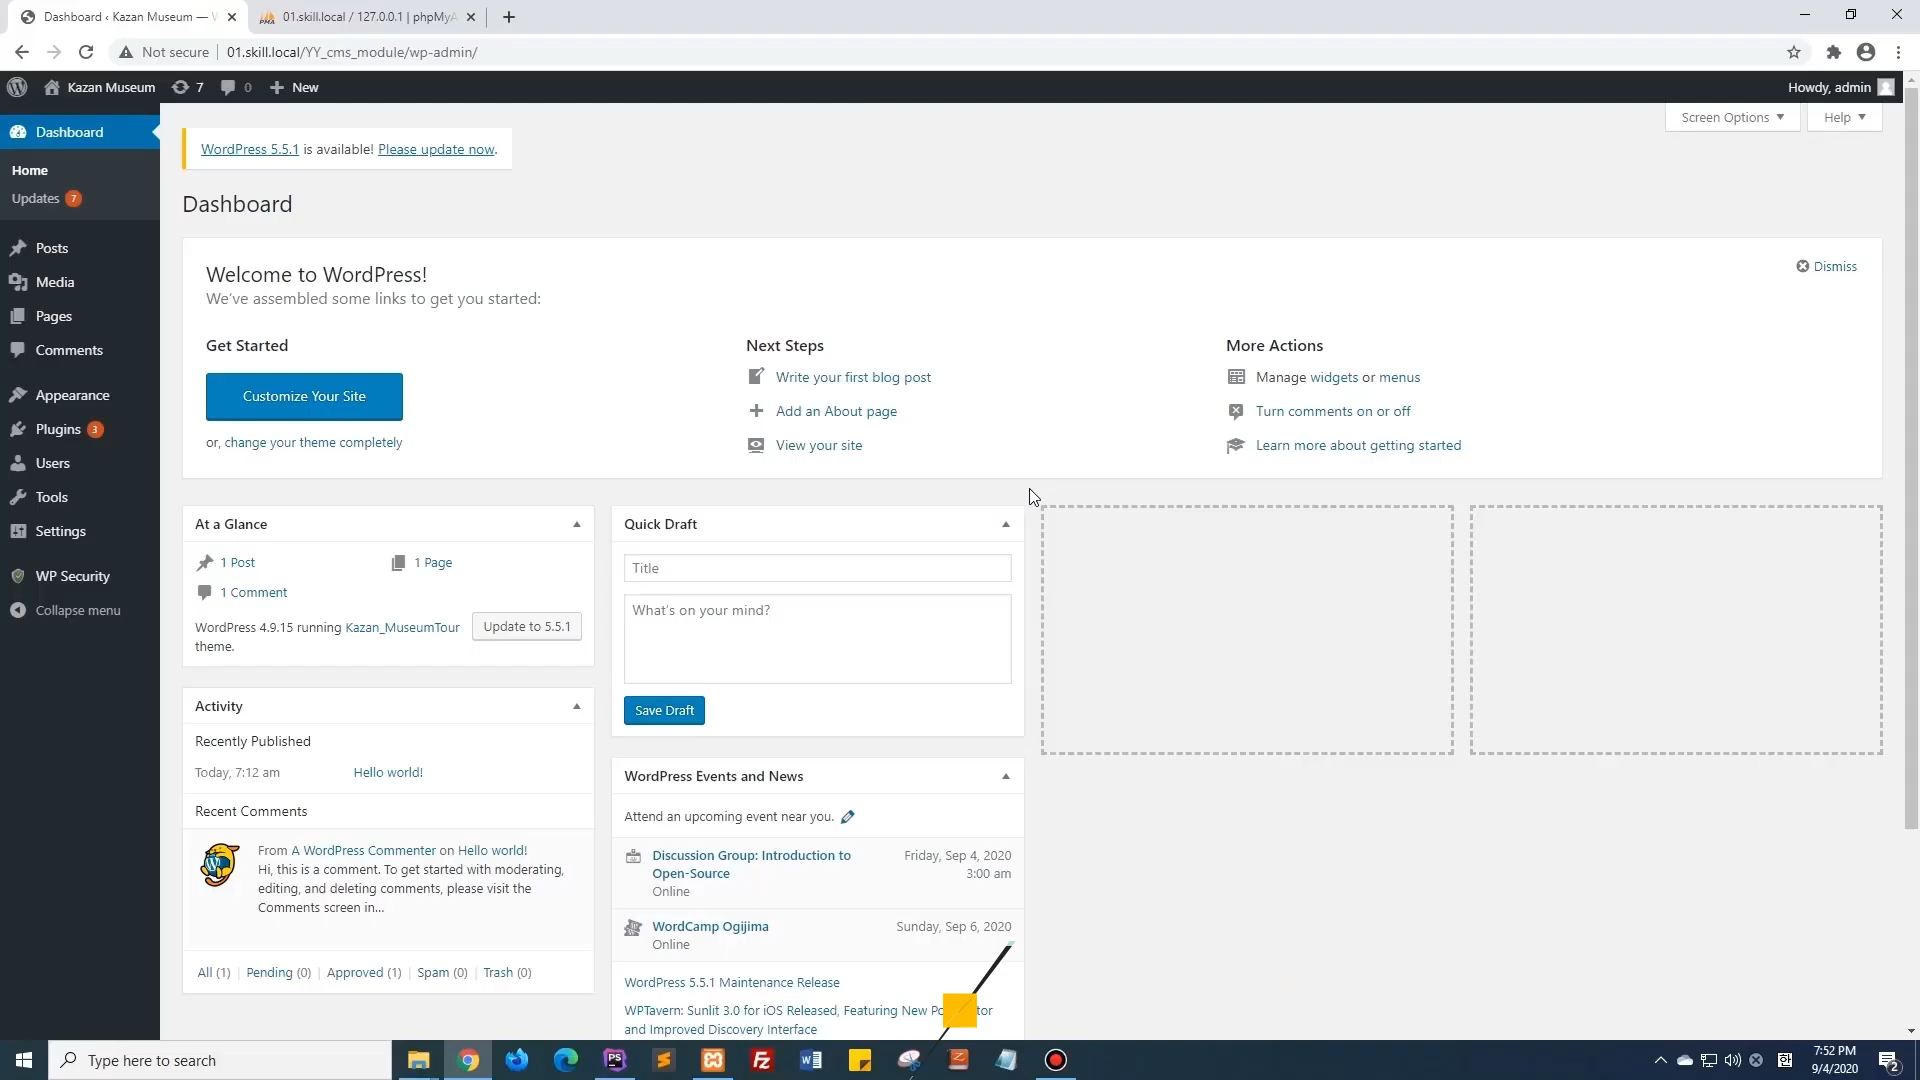 Dashboard ‹ Kazan Museum —
01.skill.local / 127.0.0.1 | phpMyA
Not secure
01.skill.local/YY_cms_module/wp-admin/
Kazan Museum
7
0
New
Howdy, admin
Dashboard
Home
Updates 7
Posts
Media
Pages
Comments
Appearance
Plugins 3
Users
Tools
Settings
WP Security
Collapse menu
Screen Options
Help
WordPress 5.5.1 is available! Please update now.
Dashboard
Welcome to WordPress!
We've assembled some links to get you started:
Dismiss
Get Started
Customize Your Site
or, change your theme completely
Next Steps
Write your first blog post
Add an About page
View your site
More Actions
Manage widgets or menus
Turn comments on or off
Learn more about getting started
At a Glance
1 Post
1 Page
1 Comment
WordPress 4.9.15 running Kazan_MuseumTour
theme.
Update to 5.5.1
Activity
Recently Published
Today, 7:12 am
Hello world!
Recent Comments
From A WordPress Commenter on Hello world!
Hi, this is a comment. To get started with moderating,
editing, and deleting comments, please visit the
Comments screen in…
All (1) | Pending (0) | Approved (1) | Spam (0) | Trash (0)
Quick Draft
Title
What's on your mind?
Save Draft
WordPress Events and News
Attend an upcoming event near you.
Discussion Group: Introduction to
Open-Source
Online
Friday, Sep 4, 2020
3:00 am
WordCamp Ogijima
Online
Sunday, Sep 6, 2020
WordPress 5.5.1 Maintenance Release
WPTavern: Sunlit 3.0 for iOS Released, Featuring New
and Improved Discovery Interface
Type here to search
7:52 PM
9/4/2020
2